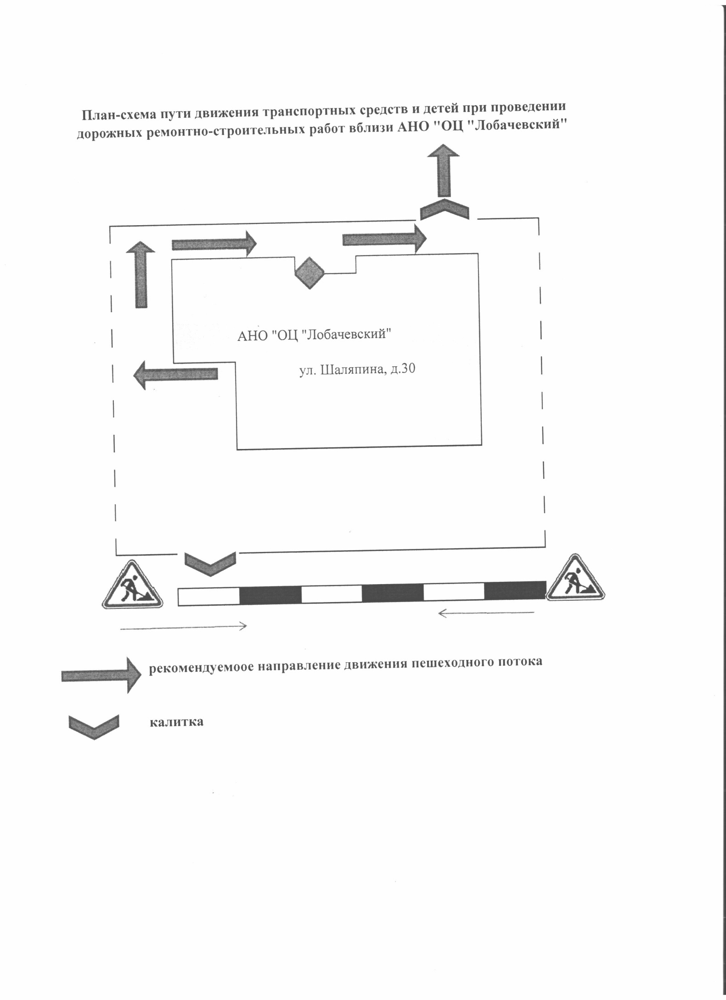 План-схема пути движения транспортных средств и детей при проведении
дорожных ремонтно-строительных работ вблизи АНО "ОЦ "Лобачевский"
АНО "ОЦ "Лобачевский"
ул. Шаляпина, д.30
рекомендуемоое направление движения пешеходного потока
калитка